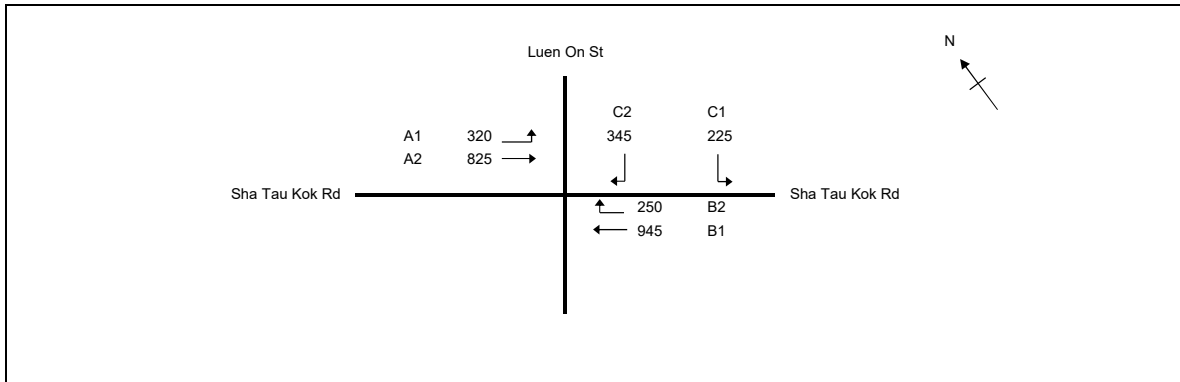 N
Luen On St
C2 C1
A1 320 345 225
A2 825
Sha Tau Kok Rd Sha Tau Kok Rd
250 B2
945 B1